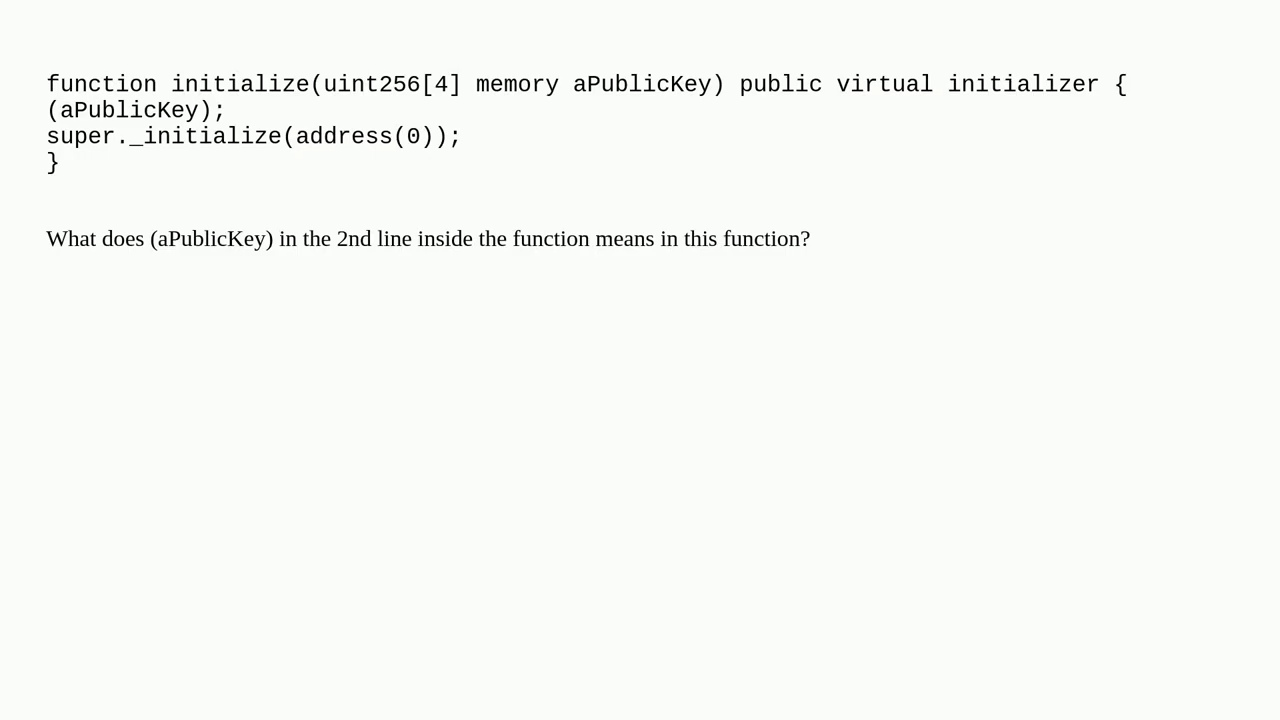 function initialize(uint256[4] memory aPublicKey) public virtual initializer {
(aPublicKey);
super._initialize(address(0));
}
What does (aPublicKey) in the 2nd line inside the function means in this function?